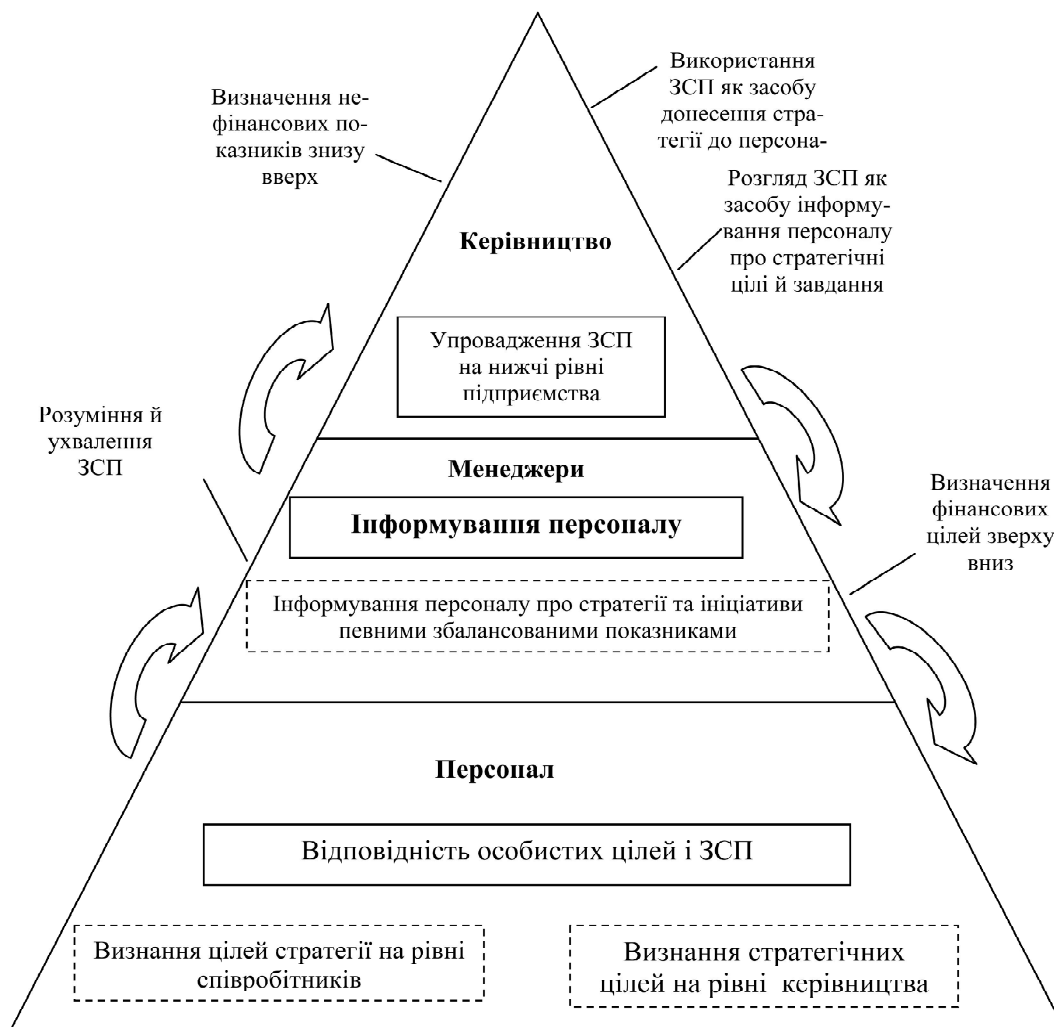 Використання
ЗСП як засобу
донесення стра-
тегії до персона-
Визначення не-
фінансових по-
казників знизу
вверх
Розгляд ЗСП як
засобу інформу-
вання персоналу
про стратегічні
цілі й завдання
Керівництво
Упровадження ЗСП
на нижчі рівні
підприємства
Розуміння й
ухвалення
ЗСП
Менеджери
Інформування персоналу
Визначення
фінансових
цілей зверху
вниз
Інформування персоналу про стратегії та ініціативи
певними збалансованими показниками
Персонал
Відповідність особистих цілей і ЗСП
Визнання цілей стратегії на рівні
співробітників
Визнання стратегічних
цілей на рівні керівництва